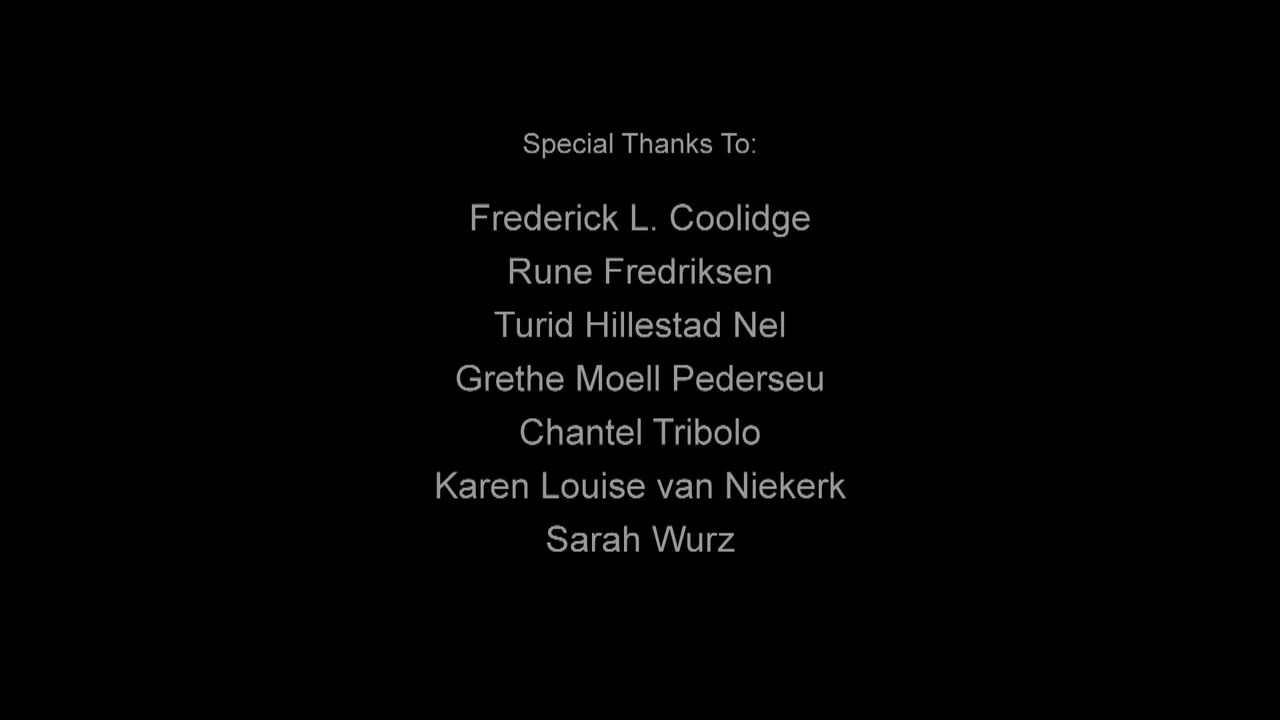 Special Thanks To:
Frederick L. Coolidge
Rune Fredriksen
Turid Hillestad Nel
Grethe Moell Pederseu
Chantel Tribolo
Karen Louise van Niekerk
Sarah Wurz